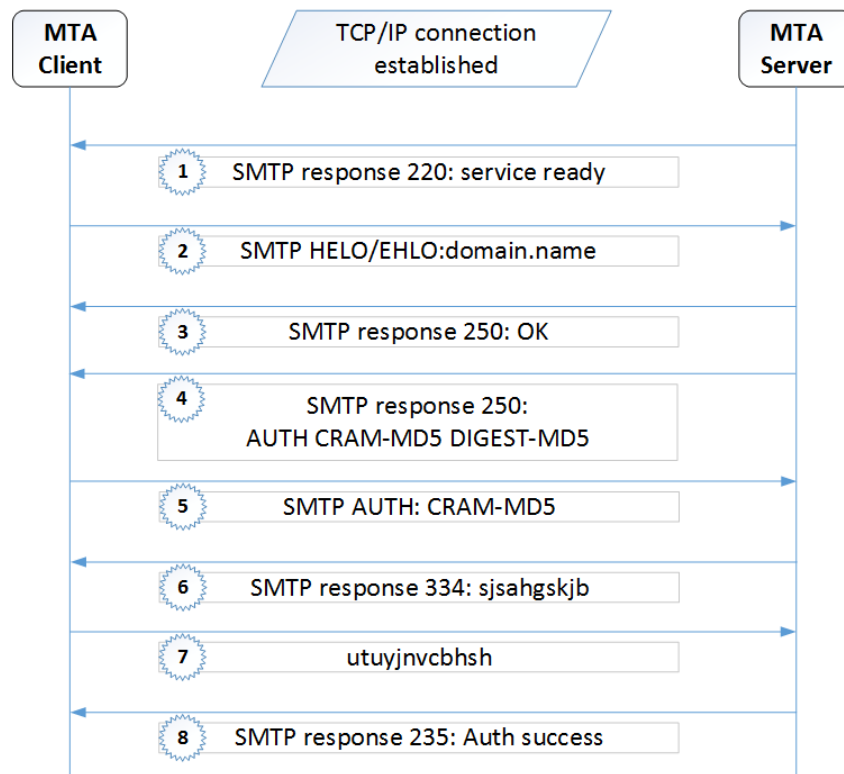 MTA
Client
TCP/IP connection
established
MTA
Server
1
SMTP response 220: service ready
2
SMTP HELO/EHLO:domain.name
3
SMTP response 250: OK
4
SMTP response 250:
AUTH CRAM-MD5 DIGEST-MD5
5
SMTP AUTH: CRAM-MD5
6
SMTP response 334: sjsahgskjb
7
utuyjnvcbhsh
8
SMTP response 235: Auth success